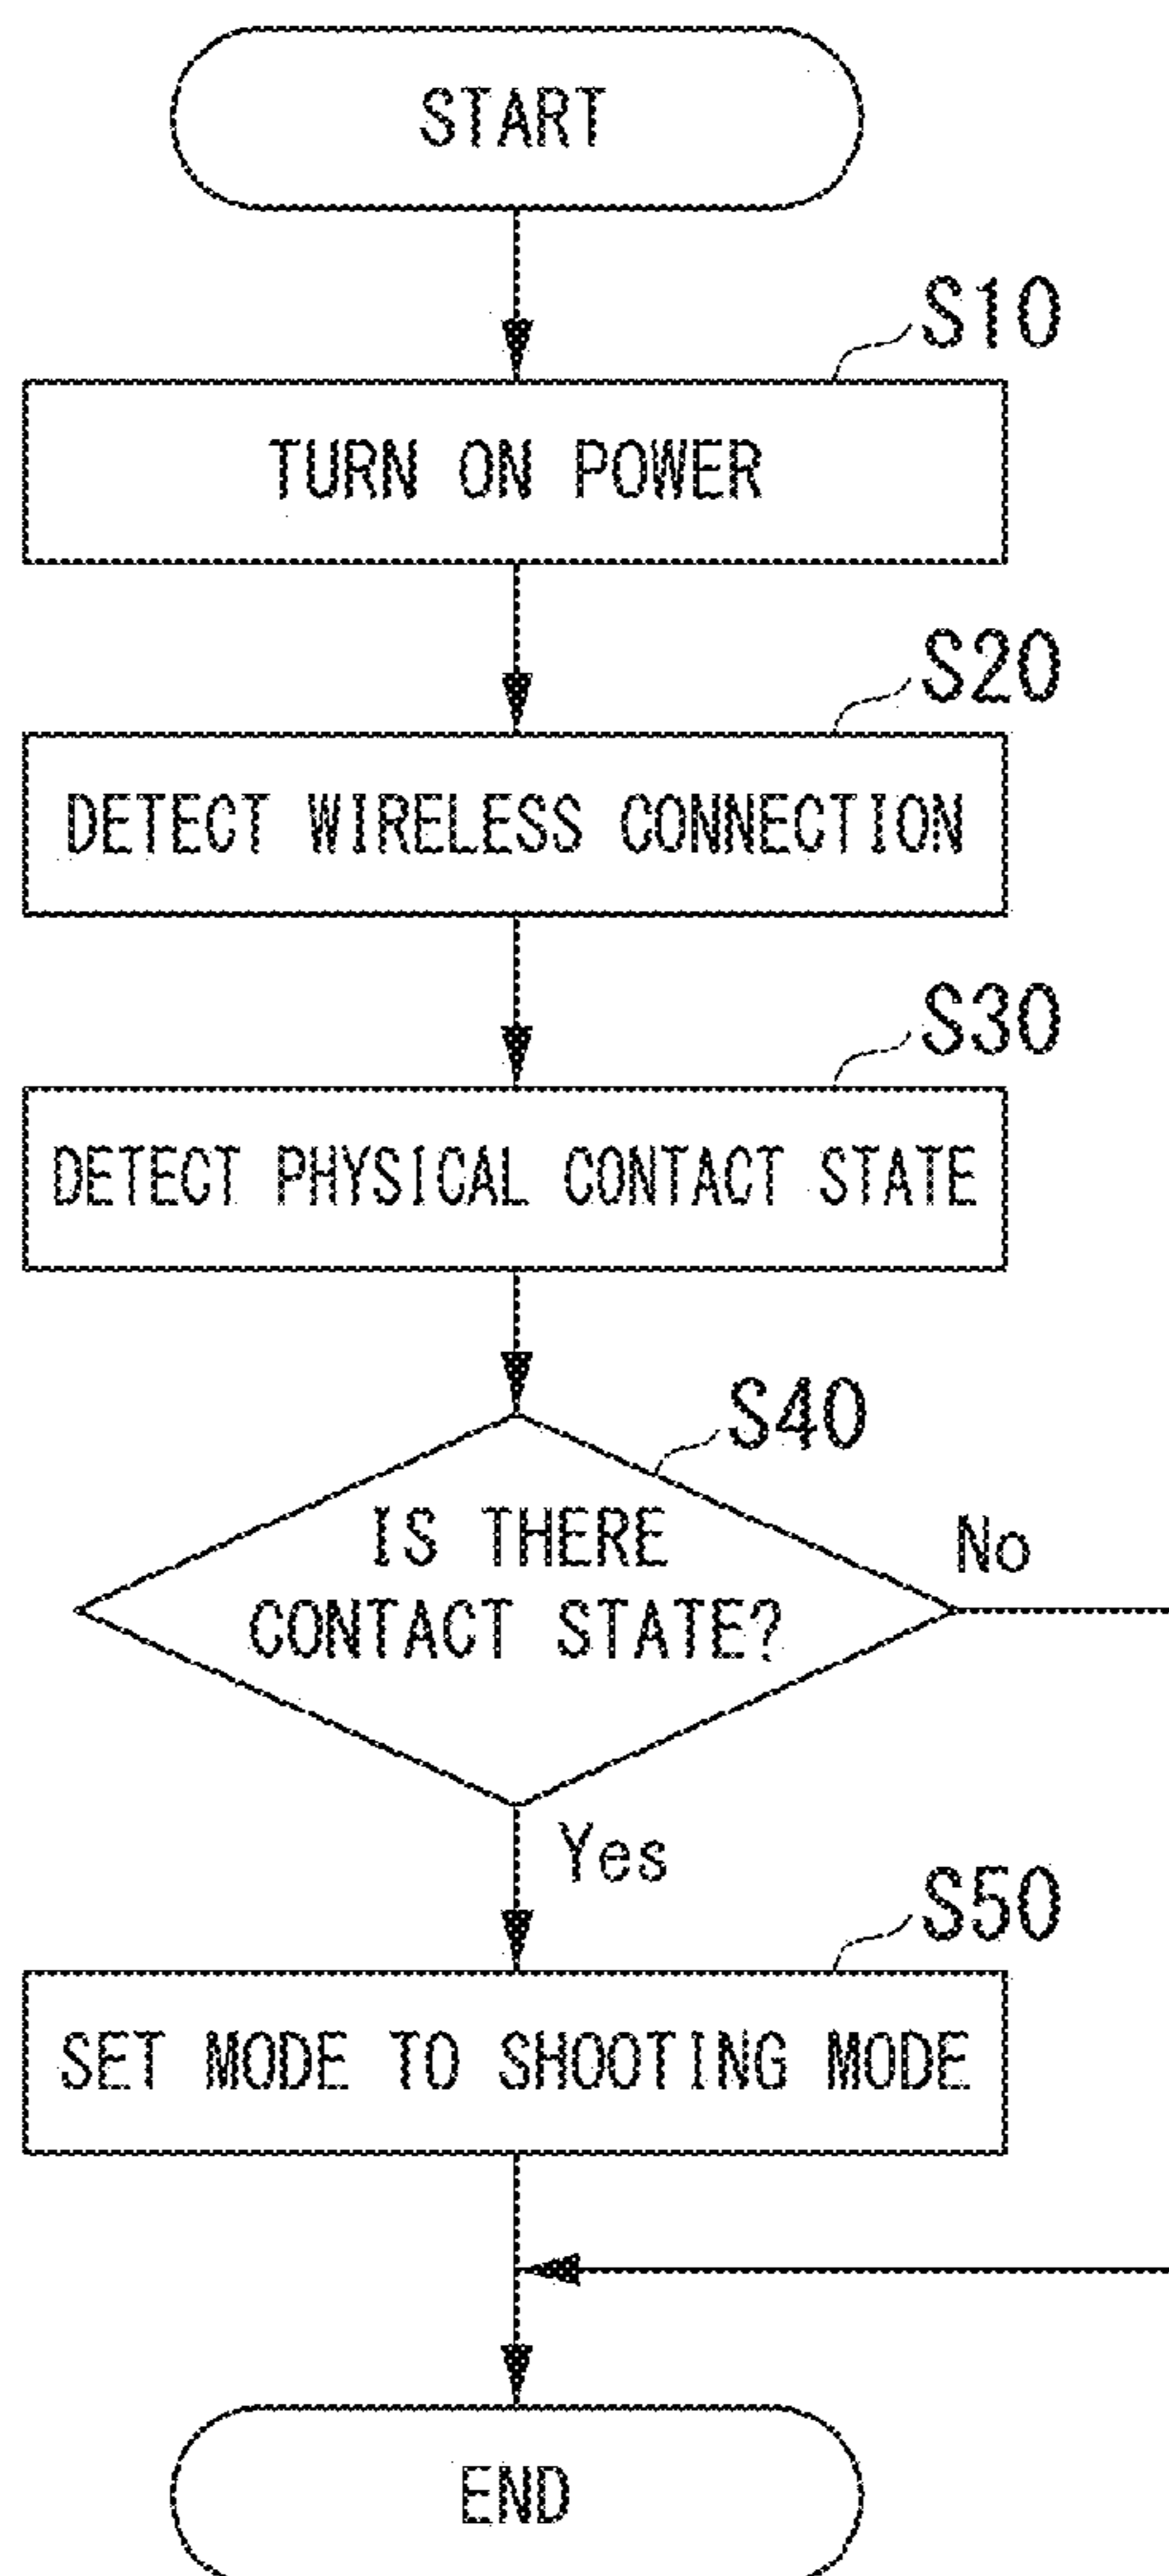 START
S10
TURN ON POWER
S20
DETECT WIRELESS CONNECTION
S30
DETECT PHYSICAL CONTACT STATE
S40
IS THERE
CONTACT STATE?
No
Yes
S50
SET MODE TO SHOOTING MODE
END